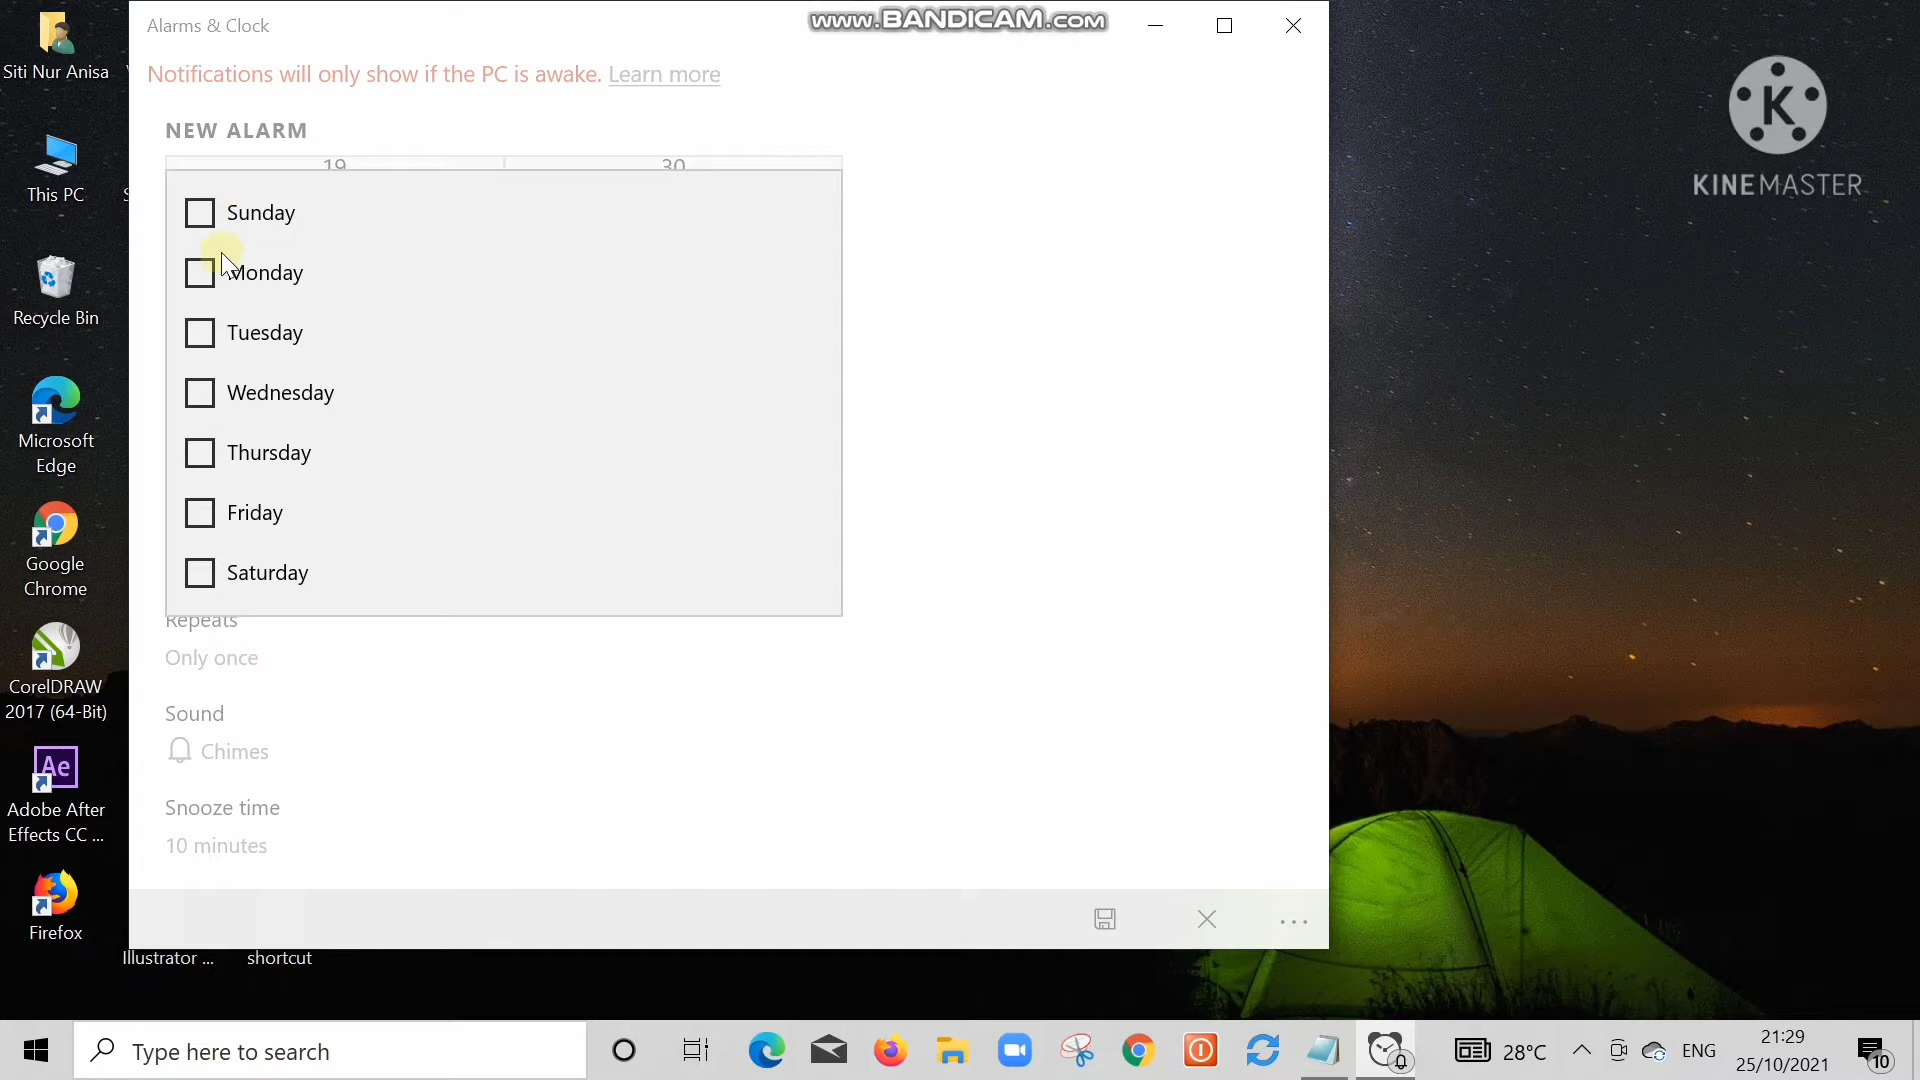 Alarms & Clock
www.BANDICAM.com
Notifications will only show if the PC is awake. Learn more
NEW ALARM
19 30
Sunday
Monday
Tuesday
Wednesday
Thursday
Friday
Saturday
Repeats
Only once
Sound
Chimes
Snooze time
10 minutes
Siti Nur Anisa
This PC
Recycle Bin
Microsoft
Edge
Google
Chrome
CorelDRAW
2017 (64-Bit)
Ae
Adobe After
Effects CC ...
Firefox
Illustrator ...
shortcut
K
KINEMASTER
Type here to search
28°C
ENG
21:29
25/10/2021
10